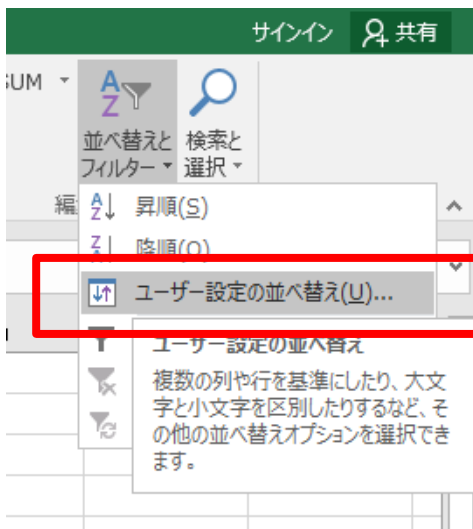 サインイン 共有
SUM
並べ替えと
フィルター
検索と
選択
編
昇順(S)
降順(O)
ユーザー設定の並べ替え(U)...
ユーザー設定の並べ替え
複数の列や行を基準にしたり、大文
字と小文字を区別したりするなど、そ
の他の並べ替えオプションを選択でき
ます。